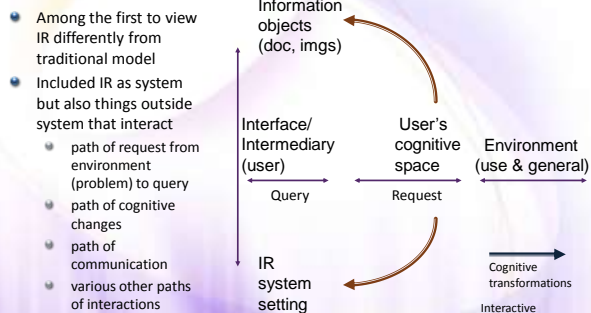 Among the first to view
IR differently from
traditional model
Included IR as system
but also things outside
system that interact
path of request from
environment
(problem) to query
path of cognitive
changes
path of
communication
various other paths
of interactions
Information
objects
(doc, imgs)
Interface/
Intermediary
(user)
User's
cognitive
space
Environment
(use & general)
Query
Request
IR
system
setting
Cognitive
transformations
Interactive